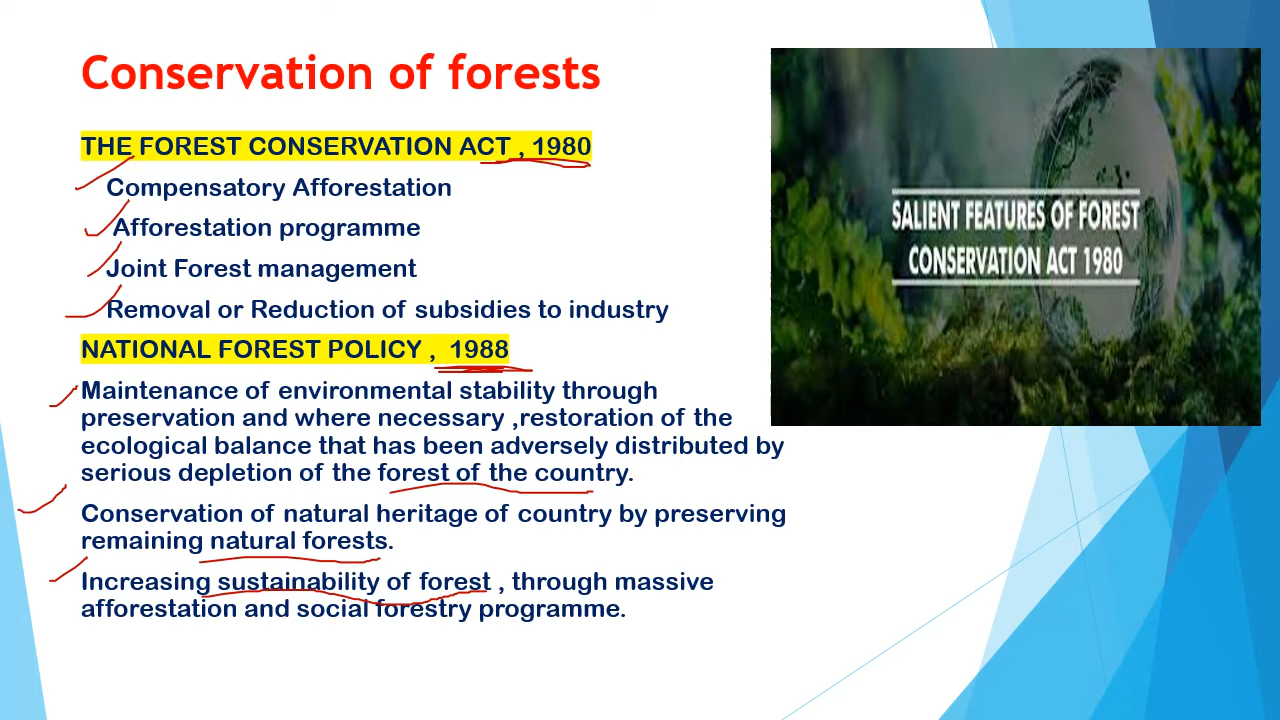 Conservation of forests
THE FOREST CONSERVATION ACT , 1980
Compensatory Afforestation
Afforestation programme
Joint Forest management
Removal or Reduction of subsidies to industry
NATIONAL FOREST POLICY , 1988
Maintenance of environmental stability through
preservation and where necessary ,restoration of the
ecological balance that has been adversely distributed by
serious depletion of the forest of the country.
Conservation of natural heritage of country by preserving
remaining natural forests.
Increasing sustainability of forest , through massive
afforestation and social forestry programme.
SALIENT FEATURES OF FOREST
CONSERVATION ACT 1980